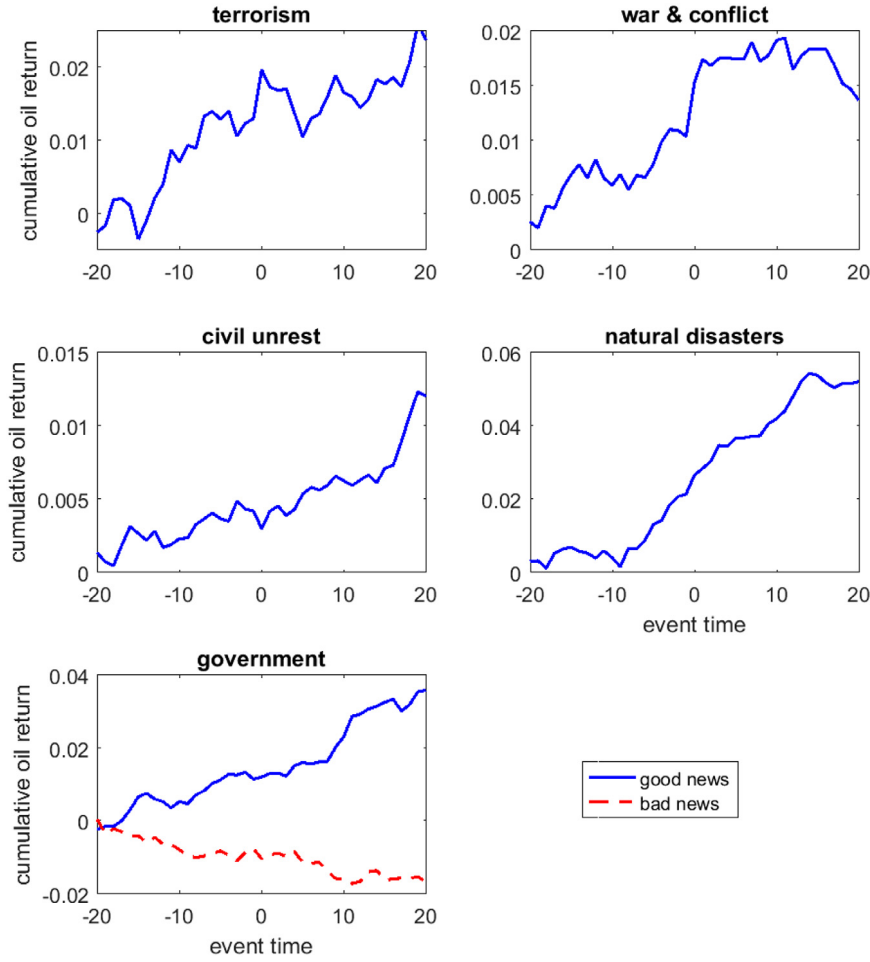 terrorism
cumulative oil return
0.02
0.01
0
-20 -10 0 10 20
war & conflict
0.02
0.015
0.01
0.005
0
-20 -10 0 10 20
civil unrest
cumulative oil return
0.015
0.01
0.005
0
-20 -10 0 10 20
natural disasters
0.06
0.04
0.02
0
-20 -10 0 10 20
event time
government
cumulative oil return
0.04
0.02
0
-0.02
-20 -10 0 10 20
event time
good news
bad news